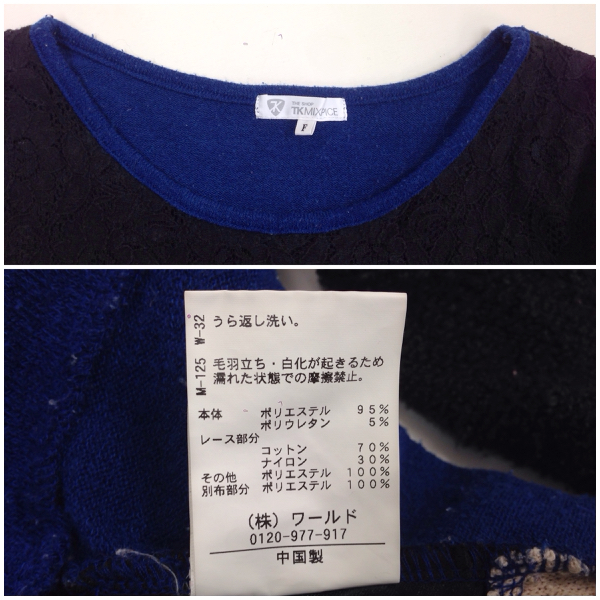 THE SHOP
TK MIXPICE
F
M-125 W-32
うら返し洗い。
毛羽立ち・白化が起きるため
濡れた状態での摩擦禁止。
本体 ポリエステル 95%
ポリウレタン 5%
レース部分
コットン 70%
ナイロン 30%
その他 ポリエステル 100%
別布部分 ポリエステル 100%
(株) ワールド
0120-977-917
中国製